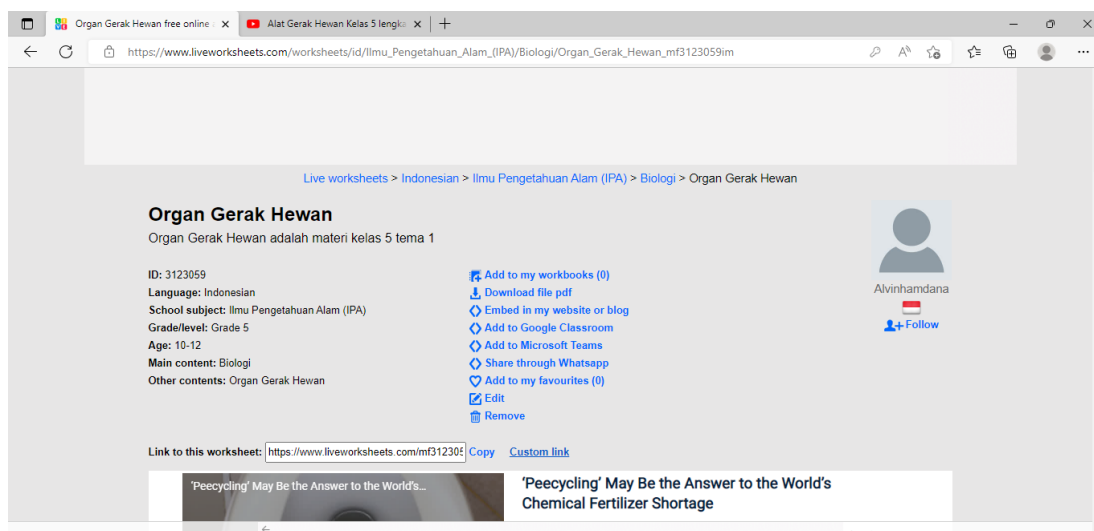 Organ Gerak Hewan free online
Alat Gerak Hewan Kelas 5 lengka
https://www.liveworksheets.com/worksheets/id/Ilmu_Pengetahuan_Alam_(IPA)/Biologi/Organ_Gerak_Hewan_mf3123059im
Live worksheets > Indonesian > Ilmu Pengetahuan Alam (IPA) > Biologi > Organ Gerak Hewan
Organ Gerak Hewan
Organ Gerak Hewan adalah materi kelas 5 tema 1
ID: 3123059
Language: Indonesian
School subject: Ilmu Pengetahuan Alam (IPA)
Grade/level: Grade 5
Age: 10-12
Main content: Biologi
Other contents: Organ Gerak Hewan
Add to my workbooks (0)
Download file pdf
Embed in my website or blog
Add to Google Classroom
Add to Microsoft Teams
Share through Whatsapp
Add to my favourites (0)
Edit
Remove
Alvinhamdana
Follow
Link to this worksheet: https://www.liveworksheets.com/mf312305 Copy Custom link
'Peecycling' May Be the Answer to the World's...
'Peecycling' May Be the Answer to the World's
Chemical Fertilizer Shortage